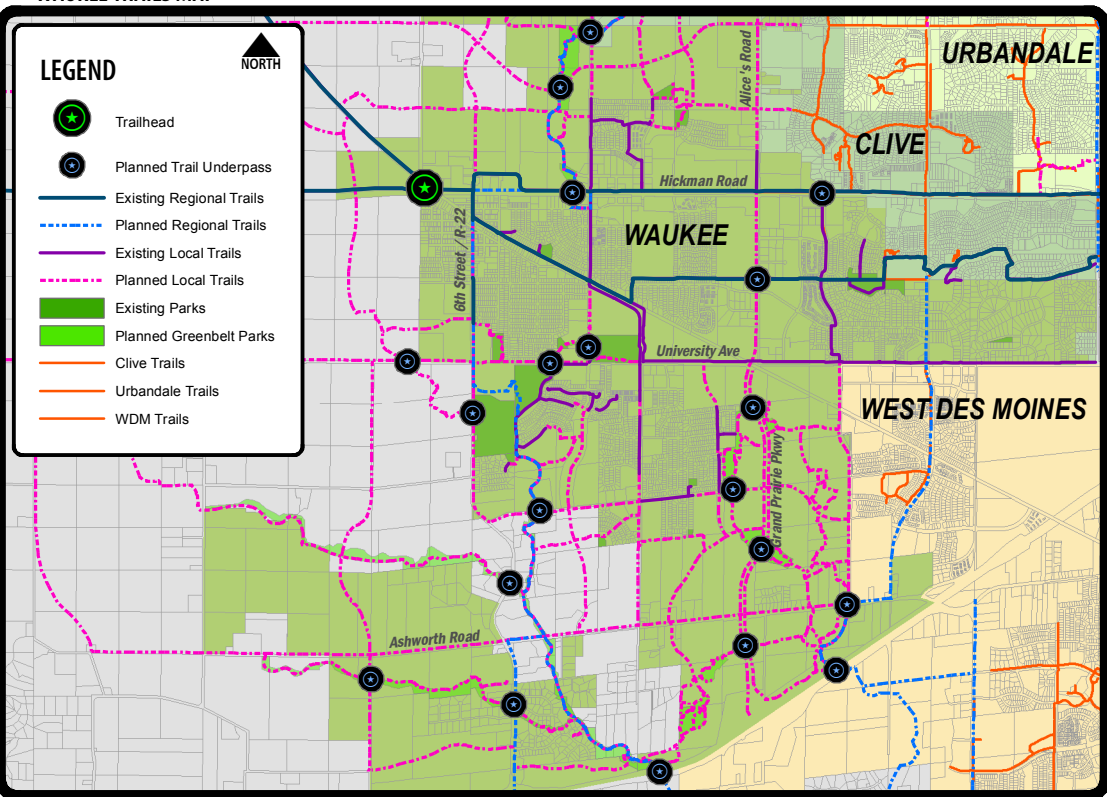 LEGEND
NORTH
Trailhead
Planned Trail Underpass
Existing Regional Trails
Planned Regional Trails
Existing Local Trails
Planned Local Trails
Existing Parks
Planned Greenbelt Parks
Clive Trails
Urbandale Trails
WDM Trails
URBANDALE
Alice's Road
CLIVE
Hickman Road
WAUKEE
6th Street / R-22
University Ave
WEST DES MOINES
Grand Prairie Pkwy
Ashworth Road